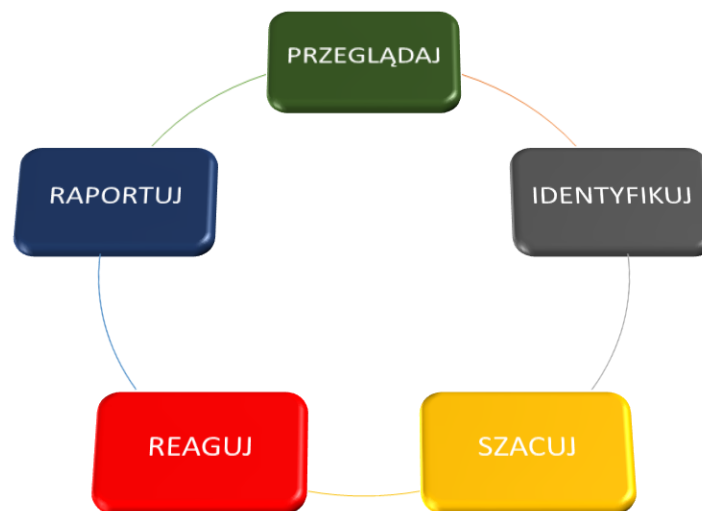 PRZEGLĄDAJ
IDENTYFIKUJ
SZACUJ
REAGUJ
RAPORTUJ